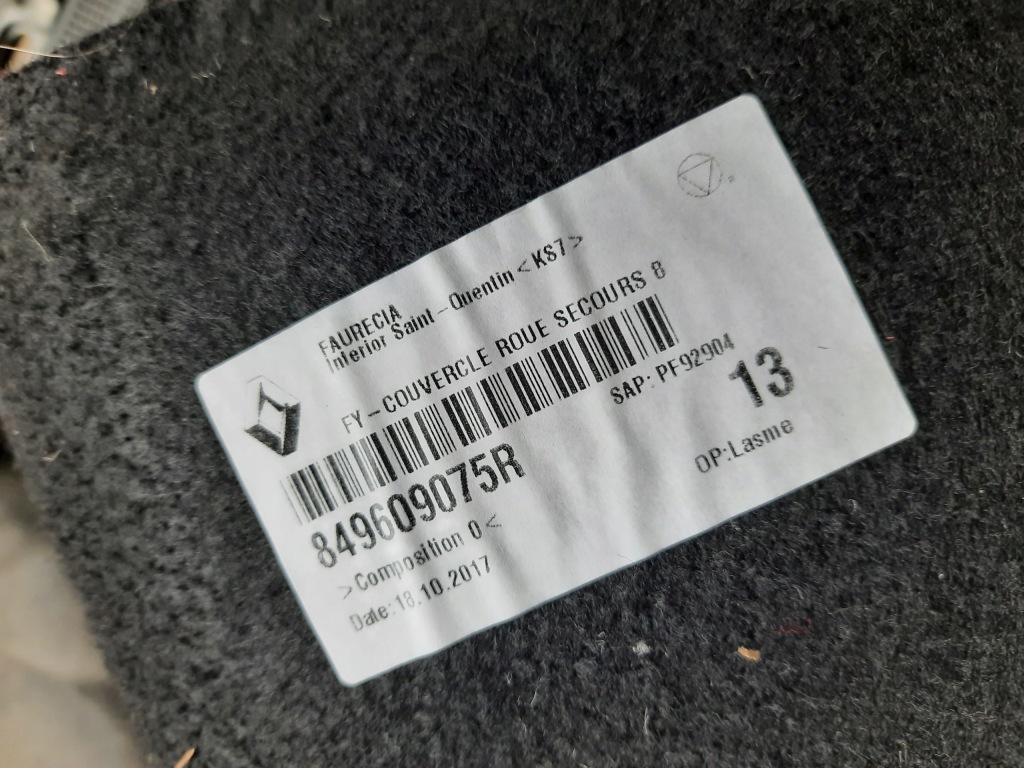 FAURECIA
Interior Saint-Quentin <KS7>
FY-COUVERCLE ROUE SECOURS 8
SAP: PF92904
849609075R
13
>Composition 0<
OP:Lasme
Date:18.10.2017